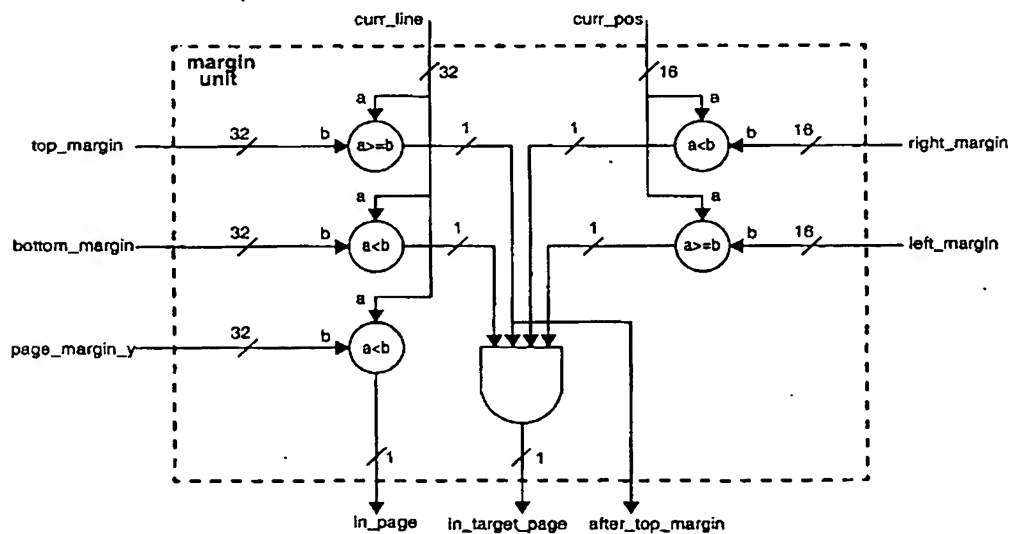 curr_line curr_pos
margin
unit
32 16
a a
top_margin 32 b a>=b 1 1 a<b b 16 right_margin
a a
bottom_margin 32 b a<b 1 1 a>=b b 16 left_margin
a
page_margin_y 32 b a<b
1 1
in_page in_target_page after_top_margin